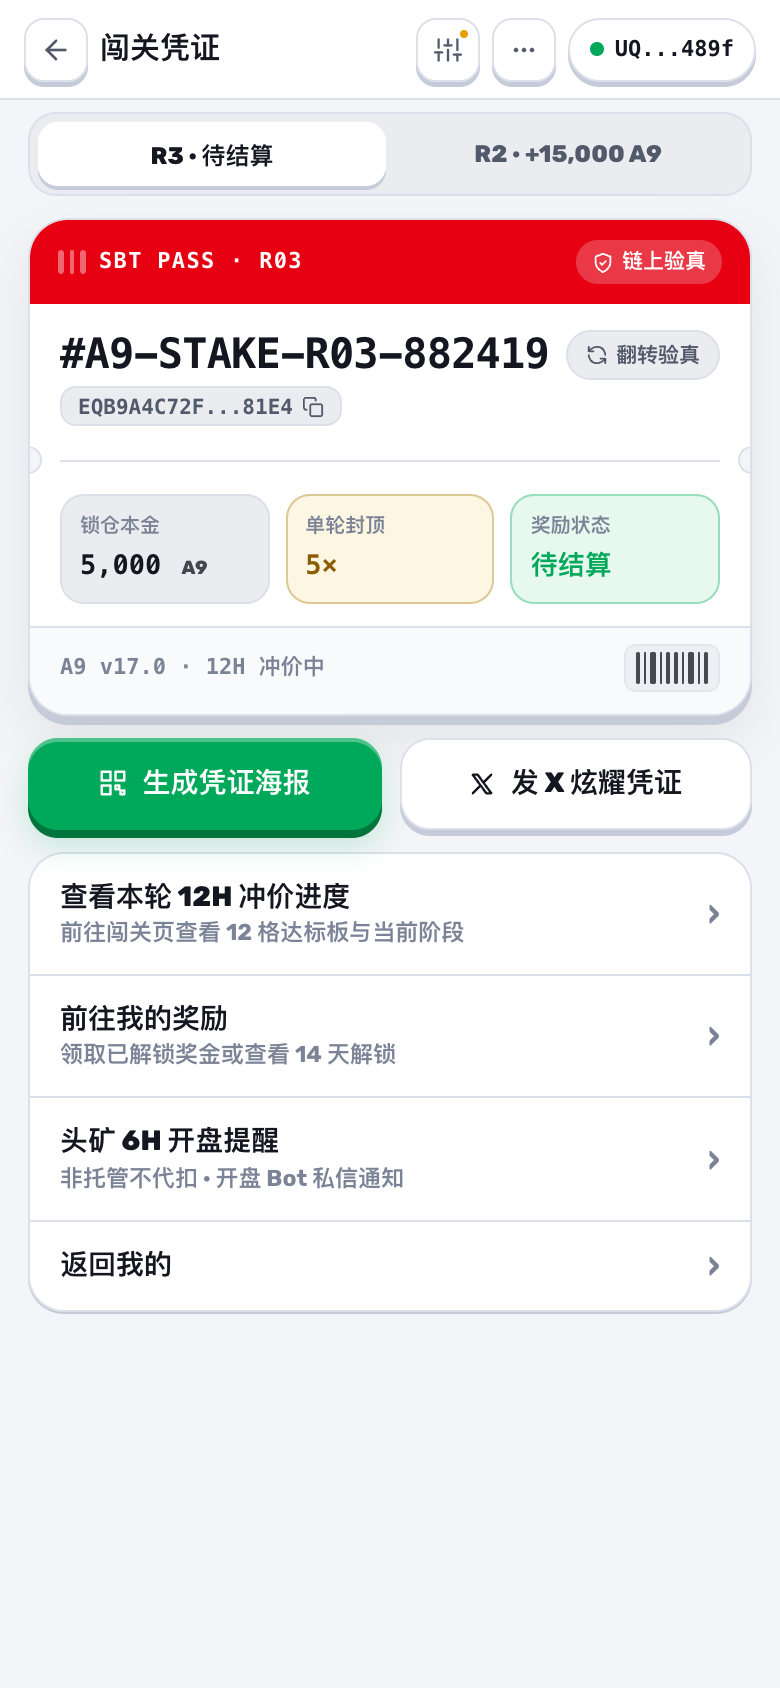 闯关凭证
UQ...489f
R3 • 待结算
R2 • +15,000 A9
SBT PASS · R03
链上验真
#A9–STAKE–R03–882419
翻转验真
EQB9A4C72F...81E4
锁仓本金
5,000 A9
单轮封顶
5×
奖励状态
待结算
A9 v17.0 · 12H 冲价中
生成凭证海报
发 X 炫耀凭证
查看本轮 12H 冲价进度
前往闯关页查看 12 格达标板与当前阶段
前往我的奖励
领取已解锁奖金或查看 14 天解锁
头矿 6H 开盘提醒
非托管不代扣 • 开盘 Bot 私信通知
返回我的